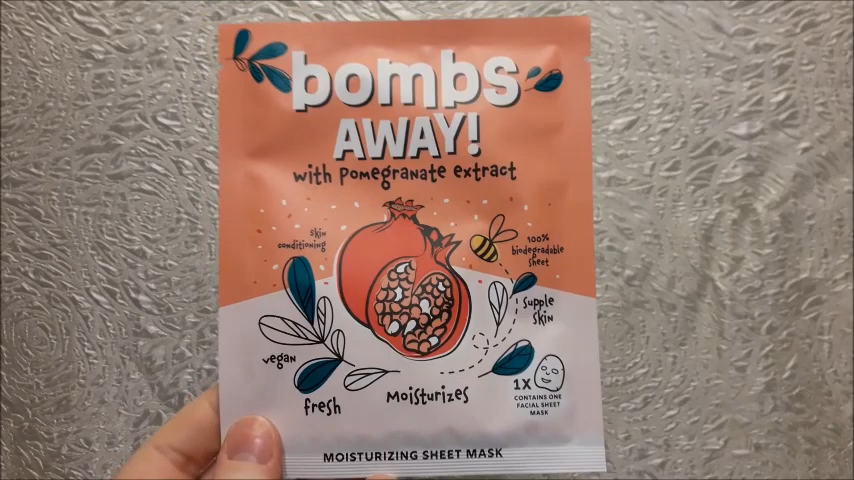 bombs
AWAY!
with pomegranate extract
skin
conditioning
100%
biodegradable
sheet
supple
skin
vegan
fresh
Moisturizes
1X
CONTAINS ONE
FACIAL SHEET
MASK
MOISTURIZING SHEET MASK